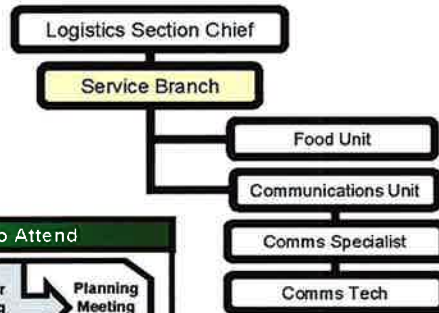 Logistics Section Chief
Service Branch
Food Unit
Communications Unit
Attend
Comms Specialist
Planning
Meeting
Comms Tech